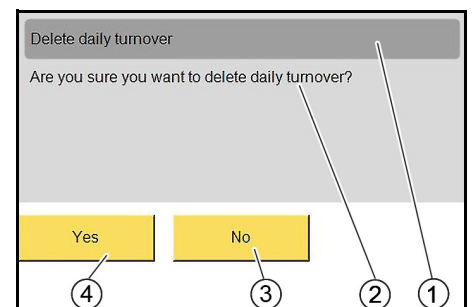 Delete daily turnover
Are you sure you want to delete daily turnover?
Yes No
4 3 2 1